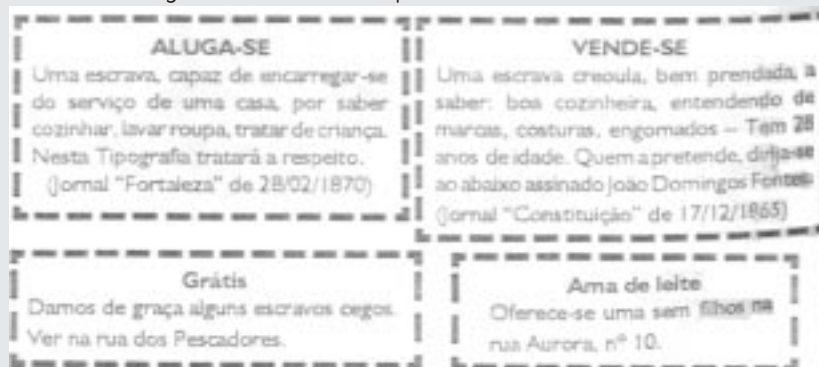 ALUGA-SE
Uma escrava, capaz de encarregar-se
do serviço de uma casa, por saber
cozinhar, lavar roupa, tratar de criança.
Nesta Tipografia tratará a respeito.
(Jornal "Fortaleza" de 28/02/1870)
VENDE-SE
Uma escrava creoula, bem prendada, a
saber: boa cozinheira, entendendo de
marcas, costuras, engomados – Tem 28
anos de idade. Quem a pretende, dirija-se
ao abaixo assinado João Domingos Fontes.
(Jornal "Constituição" de 17/12/1865)
Grátis
Damos de graça alguns escravos cegos.
Ver na rua dos Pescadores.
Ama de leite
Oferece-se uma sem filhos na
rua Aurora, nº 10.